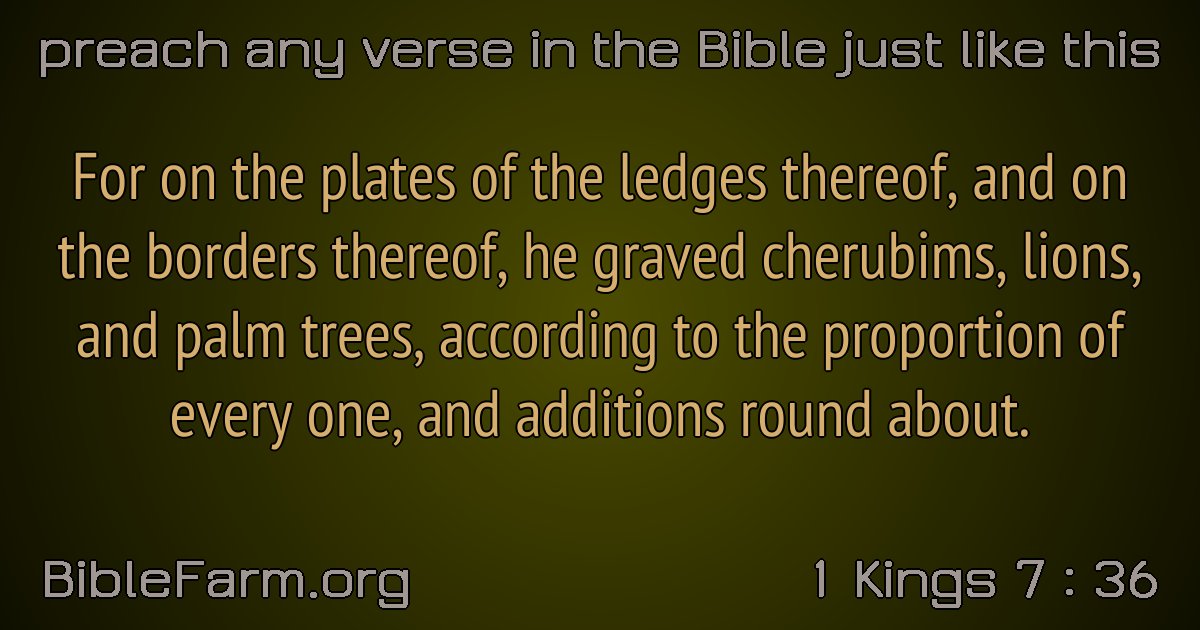 preach any verse in the Bible just like this
For on the plates of the ledges thereof, and on
the borders thereof, he graved cherubims, lions,
and palm trees, according to the proportion of
every one, and additions round about.
BibleFarm.org
1 Kings 7 : 36